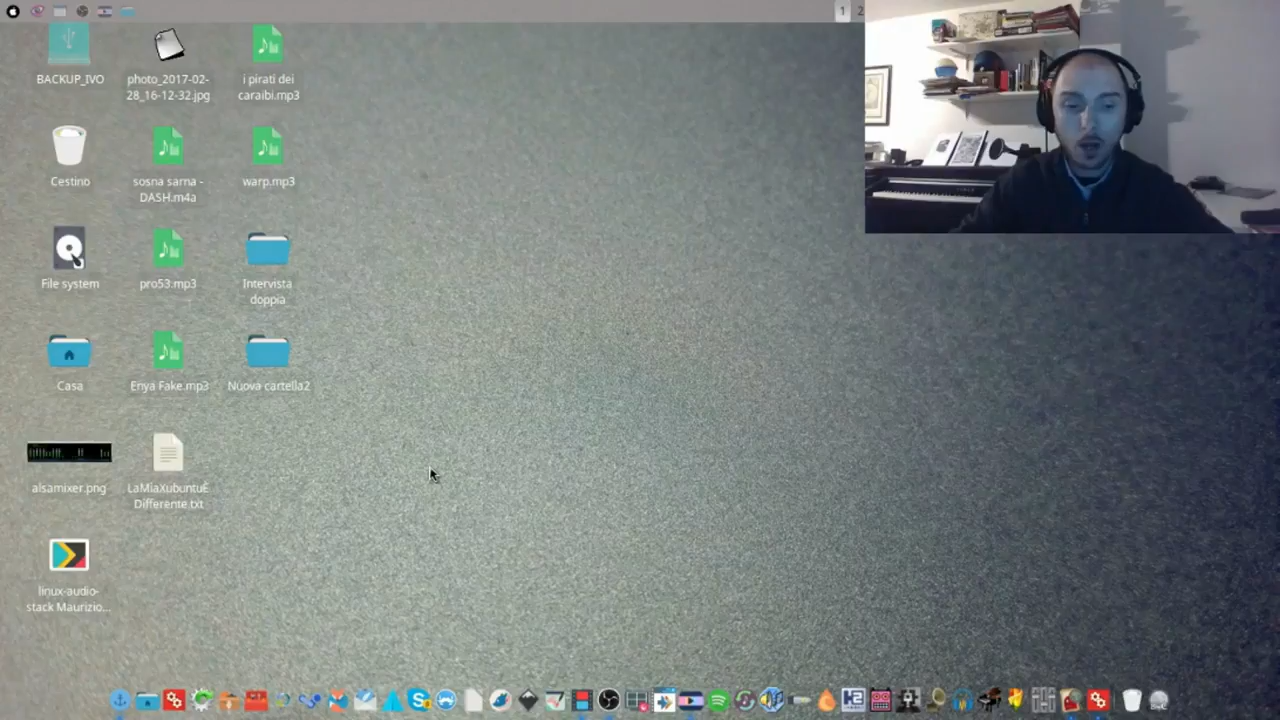 1 2
BACKUP_IVO
photo_2017-02-
28_16-12-32.jpg
i pirati dei
caraibi.mp3
Cestino
sosna sarna -
DASH.m4a
warp.mp3
File system
pro53.mp3
Intervista
doppia
Casa
Enya Fake.mp3
Nuova cartella2
alsamixer.png
LaMiaXubuntuÈ
Differente.txt
linux-audio-
stack Maurizio...